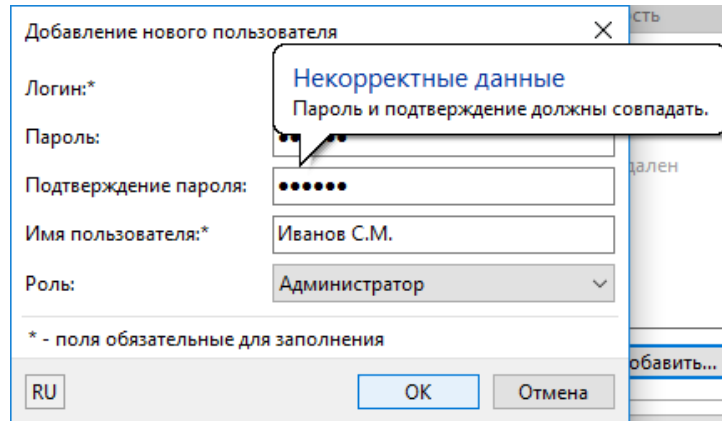 Добавление нового пользователя
Некорректные данные
Пароль и подтверждение должны совпадать.
Логин:*
Пароль:
Подтверждение пароля:
Имя пользователя:*
Иванов С.М.
Роль:
Администратор
* - поля обязательные для заполнения
RU
OK
Отмена